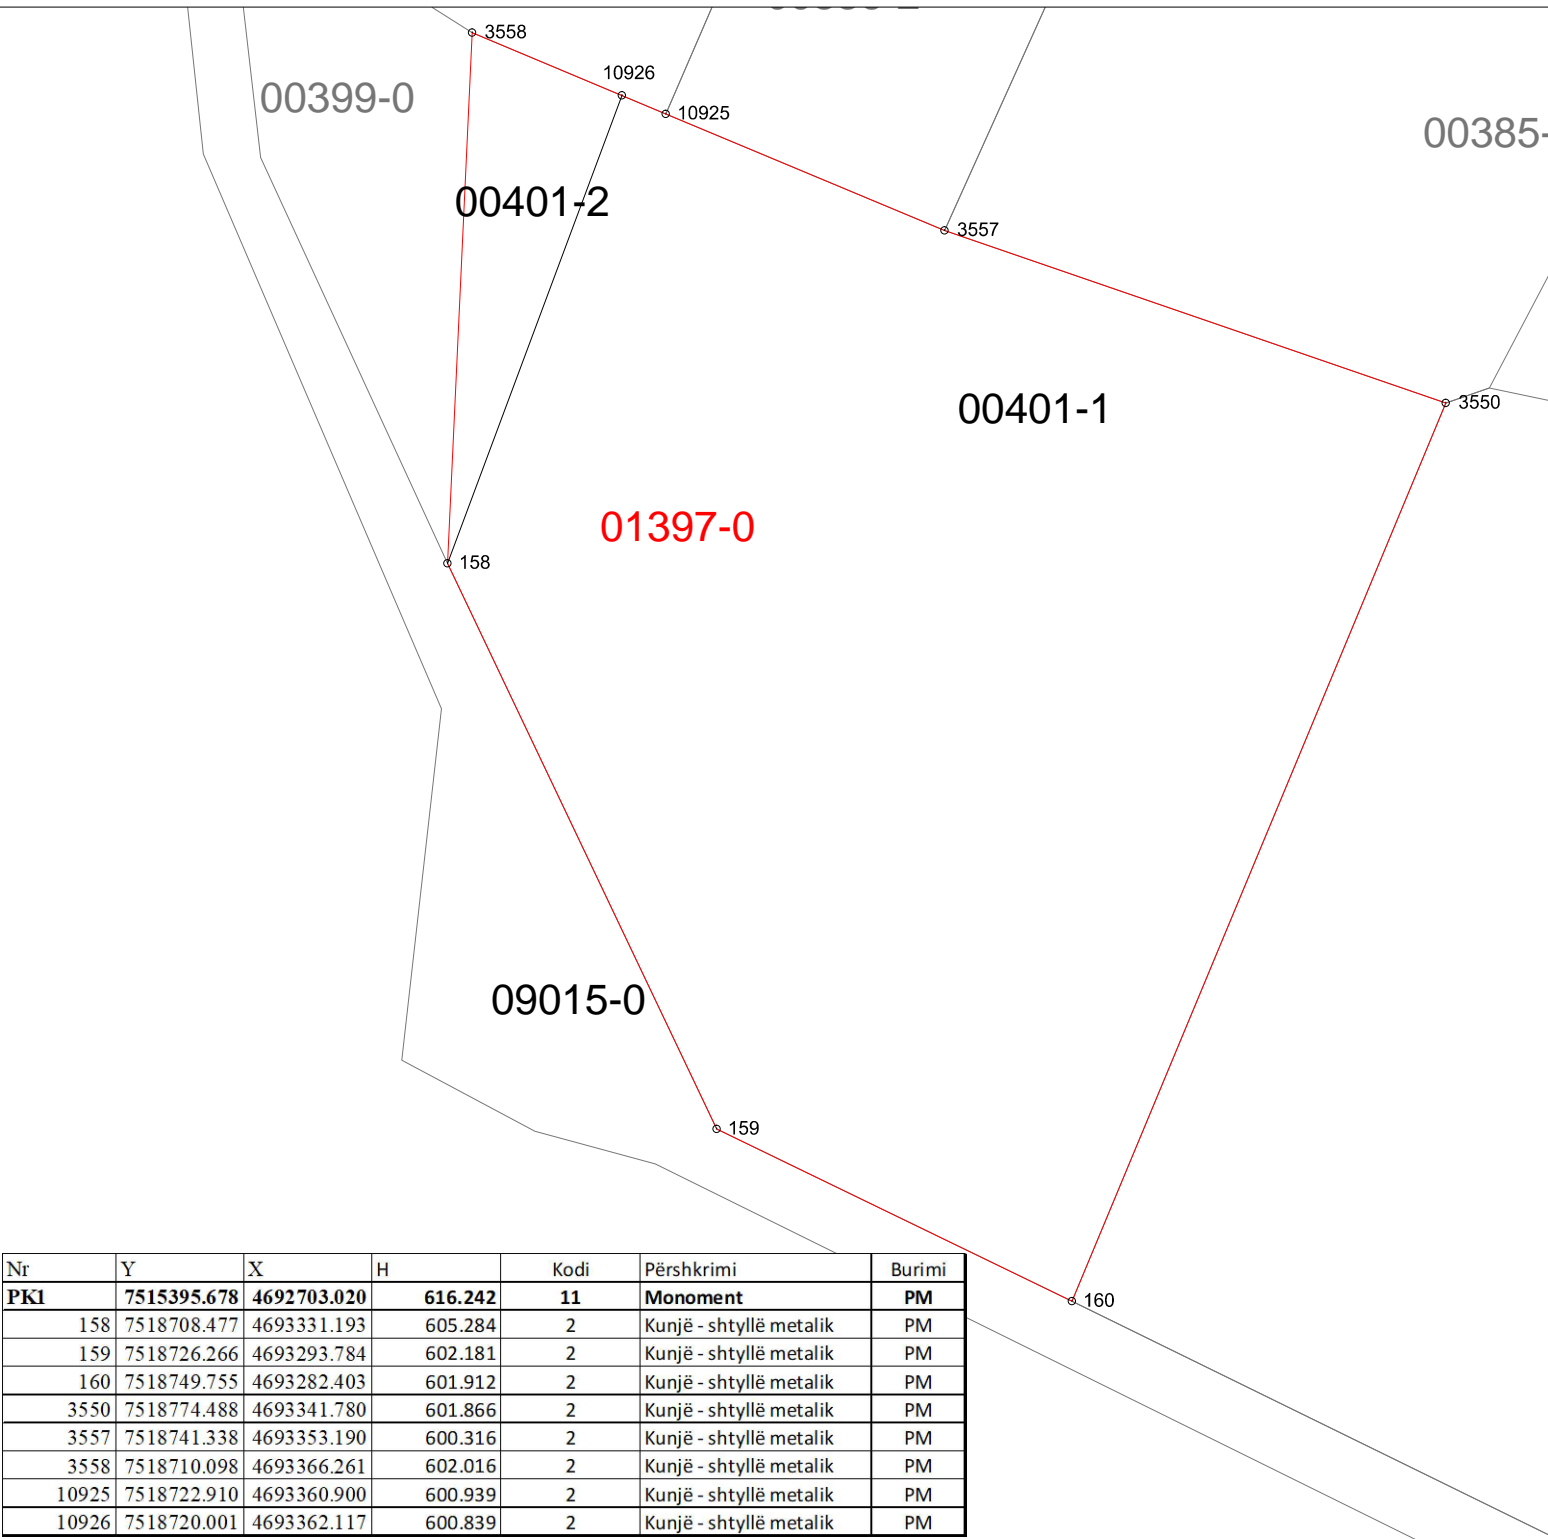 3558
10926
00399-0
10925
00385-
00401-2
3557
3550
00401-1
01397-0
158
09015-0
159
160
Nr Y X H Kodi Përshkrimi Burimi
PK1 7515395.678 4692703.020 616.242 11 Monoment PM
158 7518708.477 4693331.193 605.284 2 Kunjë - shtyllë metalik PM
159 7518726.266 4693293.784 602.181 2 Kunjë - shtyllë metalik PM
160 7518749.755 4693282.403 601.912 2 Kunjë - shtyllë metalik PM
3550 7518774.488 4693341.780 601.866 2 Kunjë - shtyllë metalik PM
3557 7518741.338 4693353.190 600.316 2 Kunjë - shtyllë metalik PM
3558 7518710.098 4693366.261 602.016 2 Kunjë - shtyllë metalik PM
10925 7518722.910 4693360.900 600.939 2 Kunjë - shtyllë metalik PM
10926 7518720.001 4693362.117 600.839 2 Kunjë - shtyllë metalik PM